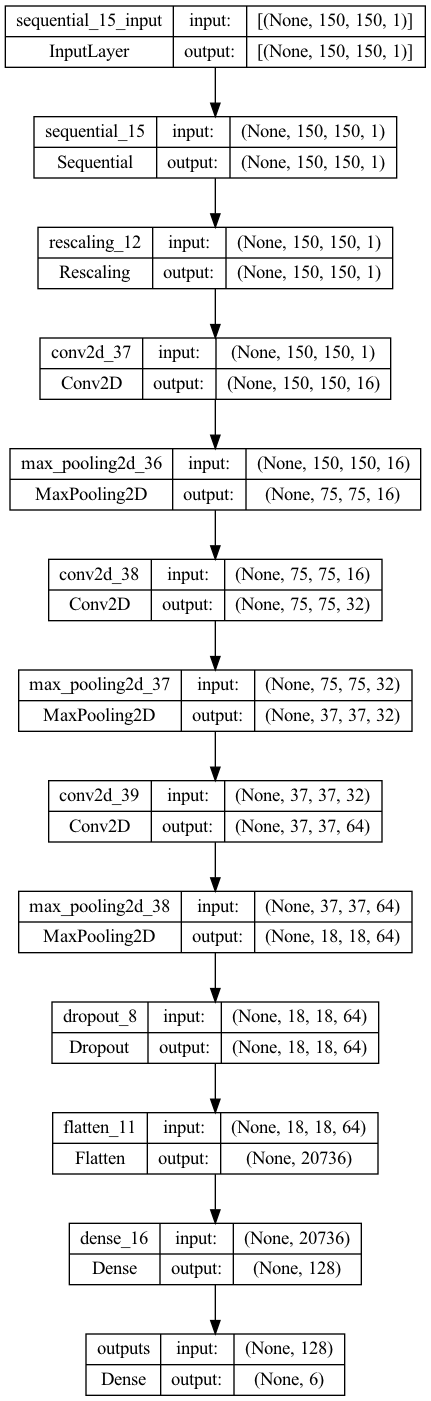 sequential_15_input input: [(None, 150, 150, 1)]
InputLayer output: [(None, 150, 150, 1)]
sequential_15 input: (None, 150, 150, 1)
Sequential output: (None, 150, 150, 1)
rescaling_12 input: (None, 150, 150, 1)
Rescaling output: (None, 150, 150, 1)
conv2d_37 input: (None, 150, 150, 1)
Conv2D output: (None, 150, 150, 16)
max_pooling2d_36 input: (None, 150, 150, 16)
MaxPooling2D output: (None, 75, 75, 16)
conv2d_38 input: (None, 75, 75, 16)
Conv2D output: (None, 75, 75, 32)
max_pooling2d_37 input: (None, 75, 75, 32)
MaxPooling2D output: (None, 37, 37, 32)
conv2d_39 input: (None, 37, 37, 32)
Conv2D output: (None, 37, 37, 64)
max_pooling2d_38 input: (None, 37, 37, 64)
MaxPooling2D output: (None, 18, 18, 64)
dropout_8 input: (None, 18, 18, 64)
Dropout output: (None, 18, 18, 64)
flatten_11 input: (None, 18, 18, 64)
Flatten output: (None, 20736)
dense_16 input: (None, 20736)
Dense output: (None, 128)
outputs input: (None, 128)
Dense output: (None, 6)